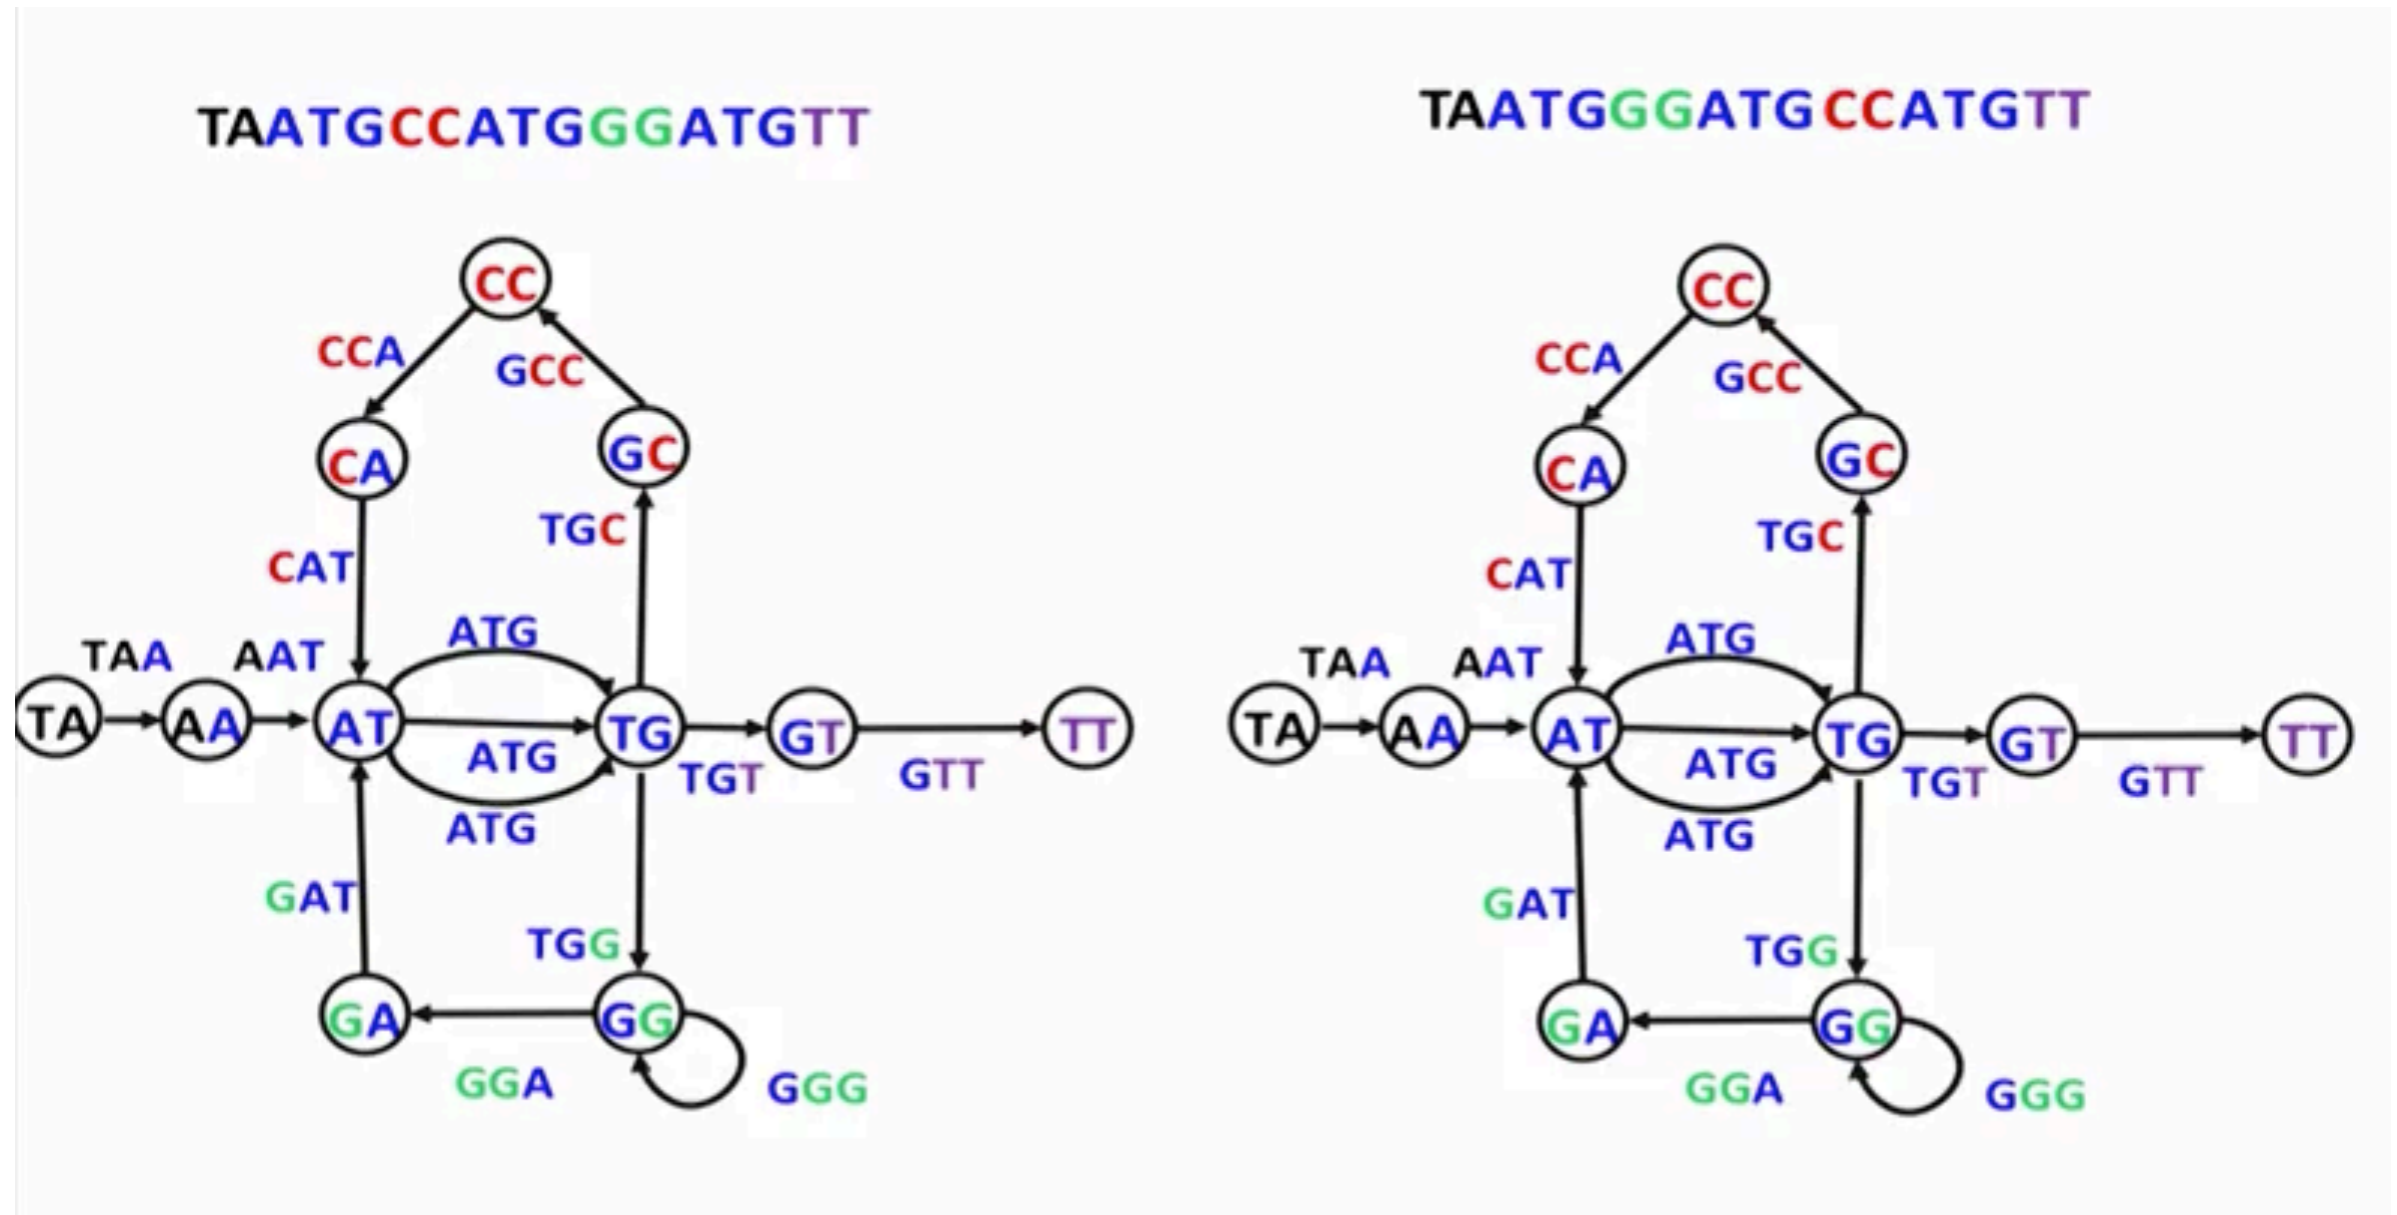 TAATGCCATGGGATGTT
TAATGGGATGCCATGTT
CC
CCA
GCC
CA
GC
TGC
CAT
ATG
TAA AAT
TA AA AT TG GT TT
ATG
TGT GTT
ATG
GAT
TGG
GA GG
GGA GGG
CC
CCA
GCC
CA
GC
TGC
CAT
ATG
TAA AAT
TA AA AT TG GT TT
ATG
TGT GTT
ATG
GAT
TGG
GA GG
GGA GGG